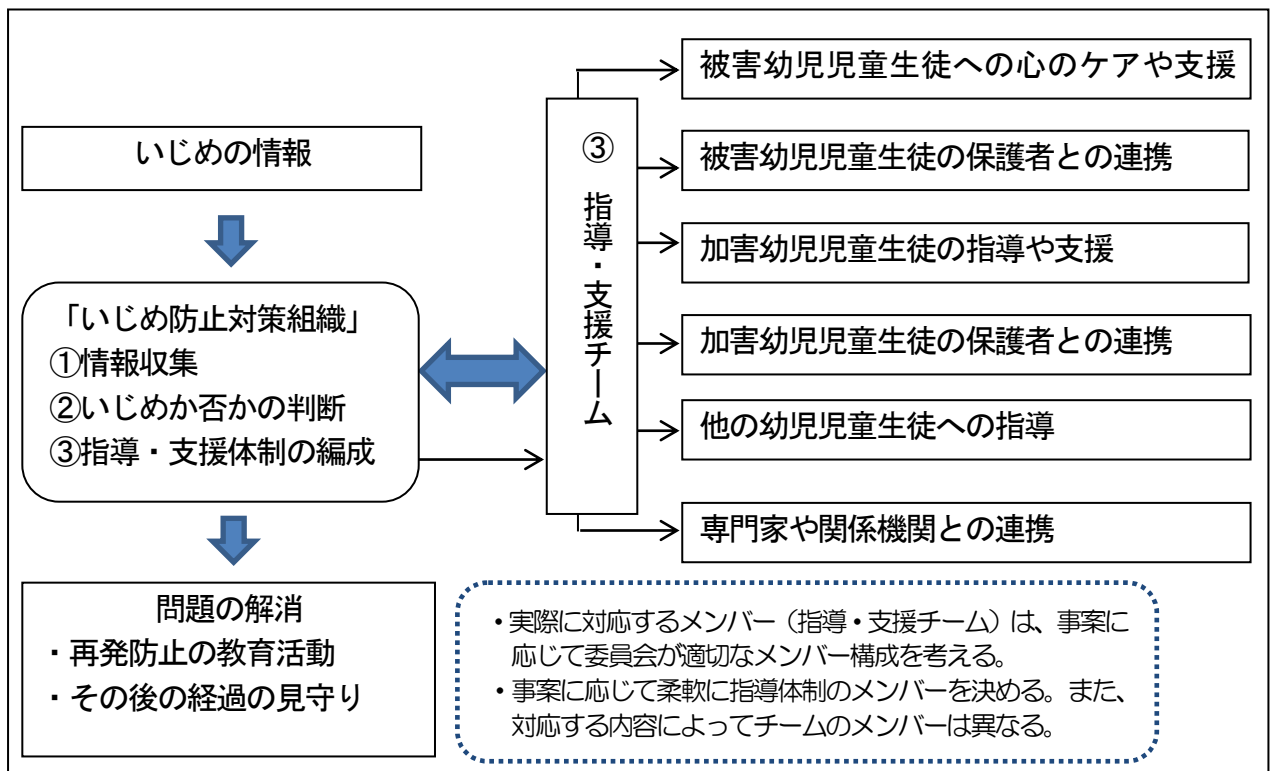 いじめの情報
「いじめ防止対策組織」
①情報収集
②いじめか否かの判断
③指導・支援体制の編成
問題の解消
・再発防止の教育活動
・その後の経過の見守り
③ 指導・支援チーム
被害幼児児童生徒への心のケアや支援
被害幼児児童生徒の保護者との連携
加害幼児児童生徒の指導や支援
加害幼児児童生徒の保護者との連携
他の幼児児童生徒への指導
専門家や関係機関との連携
・実際に対応するメンバー（指導・支援チーム）は、事案に
応じて委員会が適切なメンバー構成を考える。
・事案に応じて柔軟に指導体制のメンバーを決める。また、
対応する内容によってチームのメンバーは異なる。